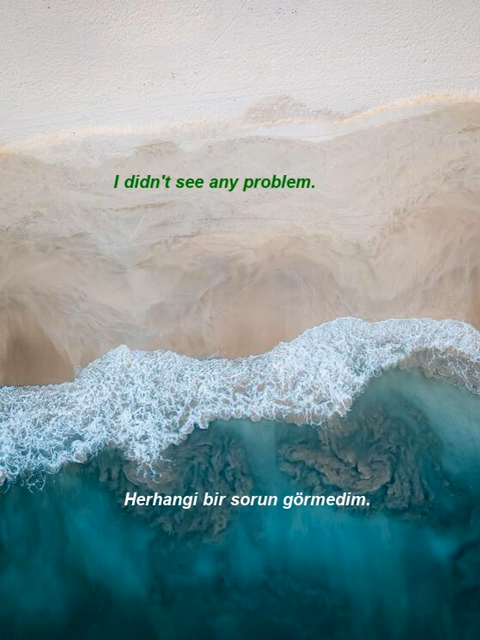 I didn't see any problem.
Herhangi bir sorun görmedim.